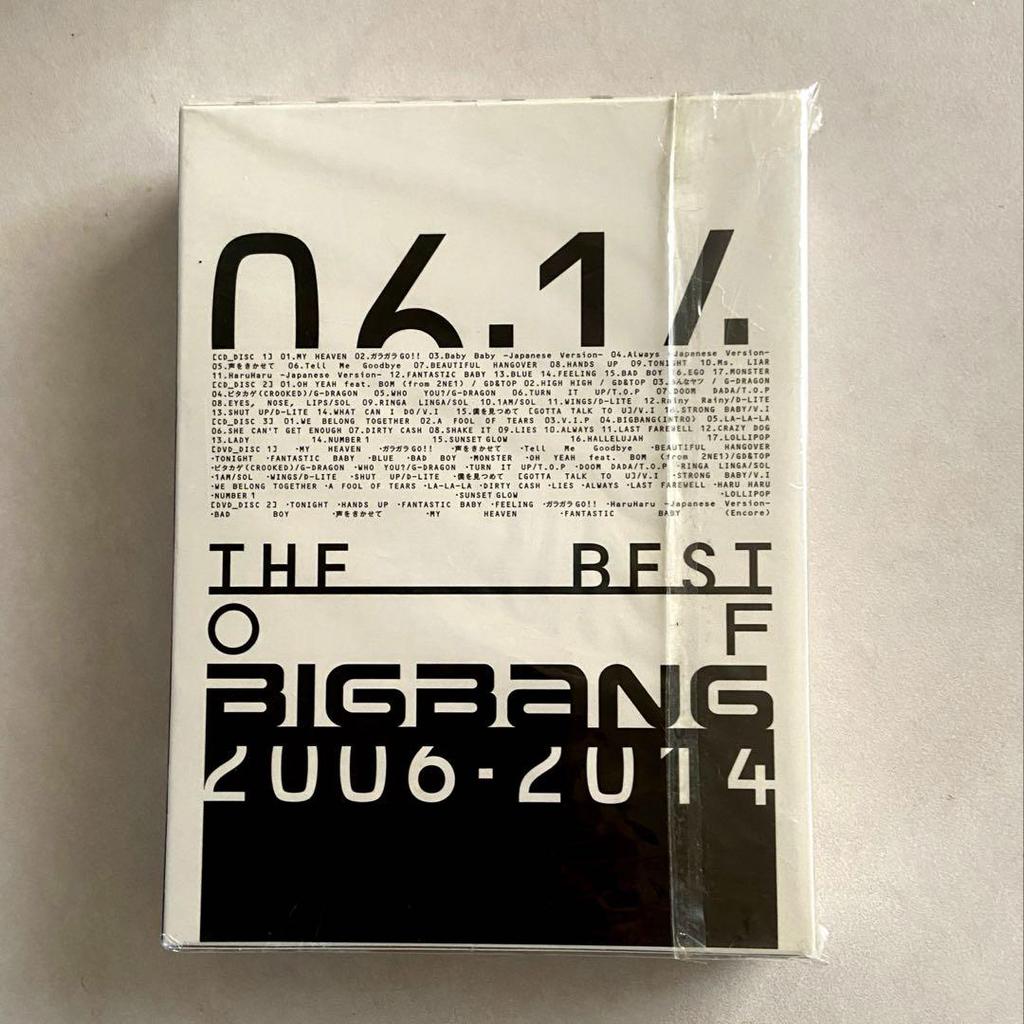 06.14
[CD_DISC 1] 01.MY HEAVEN 02.ガラガラGO!! 03.Baby Baby -Japanese Version- 04.Always -Japanese Version-
05.声をきかせて 06.Tell Me Goodbye 07.BEAUTIFUL HANGOVER 08.HANDS UP 09.TONIGHT 10.Ms. LIAR
11.HaruHaru -Japanese Version- 12.FANTASTIC BABY 13.BLUE 14.FEELING 15.BAD BOY 16.EGO 17.MONSTER
[CD_DISC 2] 01.OH YEAH feat. BOM (from 2NE1) / GD&TOP 02.HIGH HIGH / GD&TOP 03.あんなヤツ / G-DRAGON
04.ピタカゲ(CROOKED)/G-DRAGON 05.WHO YOU?/G-DRAGON 06.TURN IT UP/T.O.P 07.DOOM DADA/T.O.P
08.EYES, NOSE, LIPS/SOL 09.RINGA LINGA/SOL 10.1AM/SOL 11.WINGS/D-LITE 12.Rainy Rainy/D-LITE
13.SHUT UP/D-LITE 14.WHAT CAN I DO/V.I 15.僕を見つめて [GOTTA TALK TO U]/V.I 16.STRONG BABY/V.I
[CD_DISC 3] 01.WE BELONG TOGETHER 02.A FOOL OF TEARS 03.V.I.P 04.BIGBANG(INTRO) 05.LA-LA-LA
06.SHE CAN'T GET ENOUGH 07.DIRTY CASH 08.SHAKE IT 09.LIES 10.ALWAYS 11.LAST FAREWELL 12.CRAZY DOG
13.LADY 14.NUMBER 1 15.SUNSET GLOW 16.HALLELUJAH 17.LOLLIPOP
[DVD_DISC 1] ·MY HEAVEN ·ガラガラGO!! ·声をきかせて ·Tell Me Goodbye ·BEAUTIFUL HANGOVER
·TONIGHT ·FANTASTIC BABY ·BLUE ·BAD BOY ·MONSTER ·OH YEAH feat. BOM (from 2NE1)/GD&TOP
·ピタカゲ(CROOKED)/G-DRAGON ·WHO YOU?/G-DRAGON ·TURN IT UP/T.O.P ·DOOM DADA/T.O.P ·RINGA LINGA/SOL
·1AM/SOL ·WINGS/D-LITE ·SHUT UP/D-LITE ·僕を見つめて [GOTTA TALK TO U]/V.I ·STRONG BABY/V.I
·WE BELONG TOGETHER ·A FOOL OF TEARS ·LA-LA-LA ·DIRTY CASH ·LIES ·ALWAYS ·LAST FAREWELL ·HARU HARU
·NUMBER 1 ·SUNSET GLOW ·LOLLIPOP
[DVD_DISC 2] ·TONIGHT ·HANDS UP ·FANTASTIC BABY ·FEELING ·ガラガラGO!! ·HaruHaru -Japanese Version-
·BAD BOY ·声をきかせて ·MY HEAVEN ·FANTASTIC BABY (Encore)
THE BEST
OF
BIGBANG
2006-2014